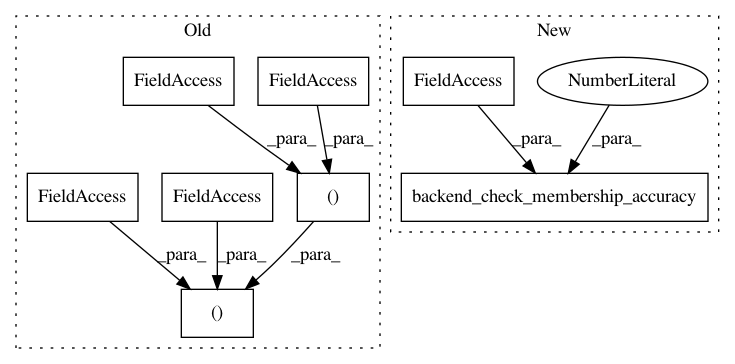 Old
New
FieldAccess
FieldAccess
FieldAccess
NumberLiteral
_para_
_para_
_para_
_para_
FieldAccess
FieldAccess
()
backend_check_membership_accuracy
_para_
_para_
_para_
()